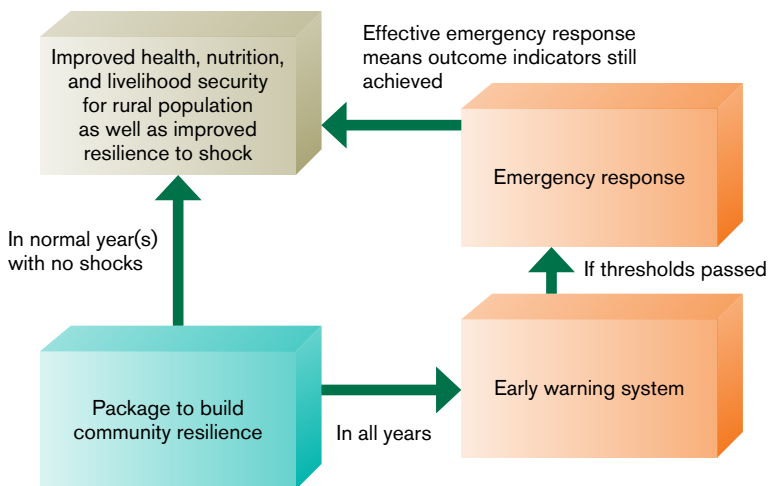 Improved health, nutrition,
and livelihood security
for rural population
as well as improved
resilience to shock
Effective emergency response
means outcome indicators still
achieved
Emergency response
In normal year(s)
with no shocks
If thresholds passed
Package to build
community resilience
In all years
Early warning system